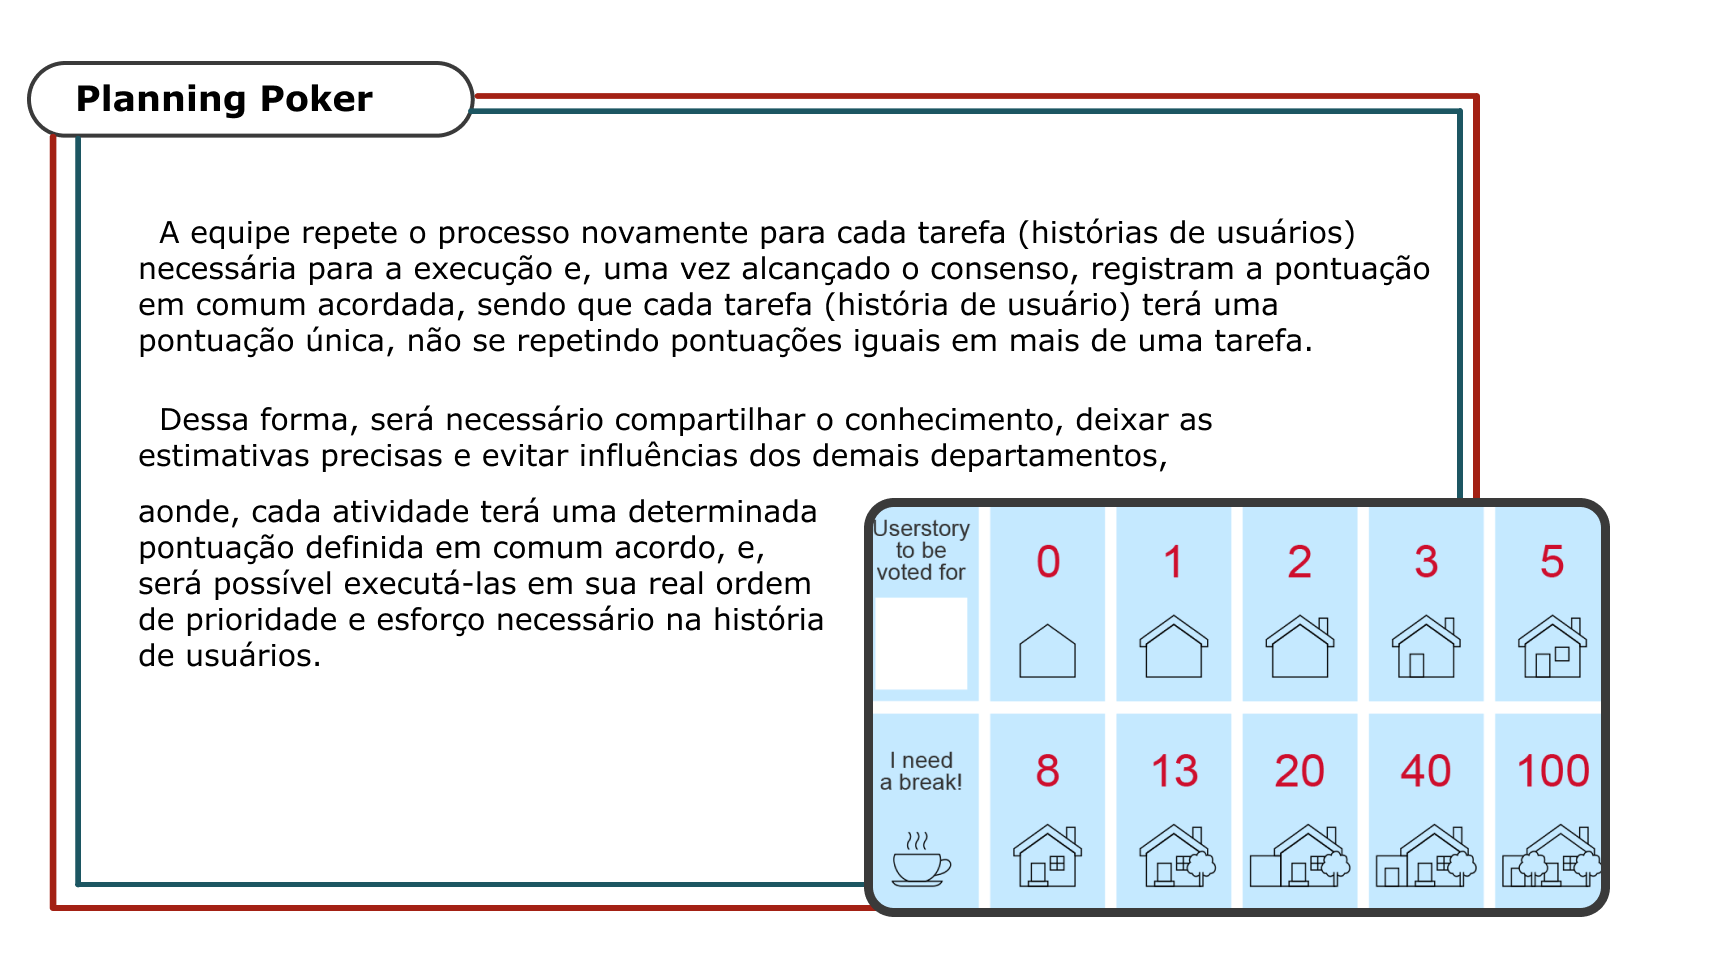 Planning Poker
A equipe repete o processo novamente para cada tarefa (histórias de usuários)
necessária para a execução e, uma vez alcançado o consenso, registram a pontuação
em comum acordada, sendo que cada tarefa (história de usuário) terá uma
pontuação única, não se repetindo pontuações iguais em mais de uma tarefa.
Dessa forma, será necessário compartilhar o conhecimento, deixar as
estimativas precisas e evitar influências dos demais departamentos,
aonde, cada atividade terá uma determinada
pontuação definida em comum acordo, e,
será possível executá-las em sua real ordem
de prioridade e esforço necessário na história
de usuários.
Userstory
to be
voted for
0 1 2 3 5
I need
a break!
8 13 20 40 100